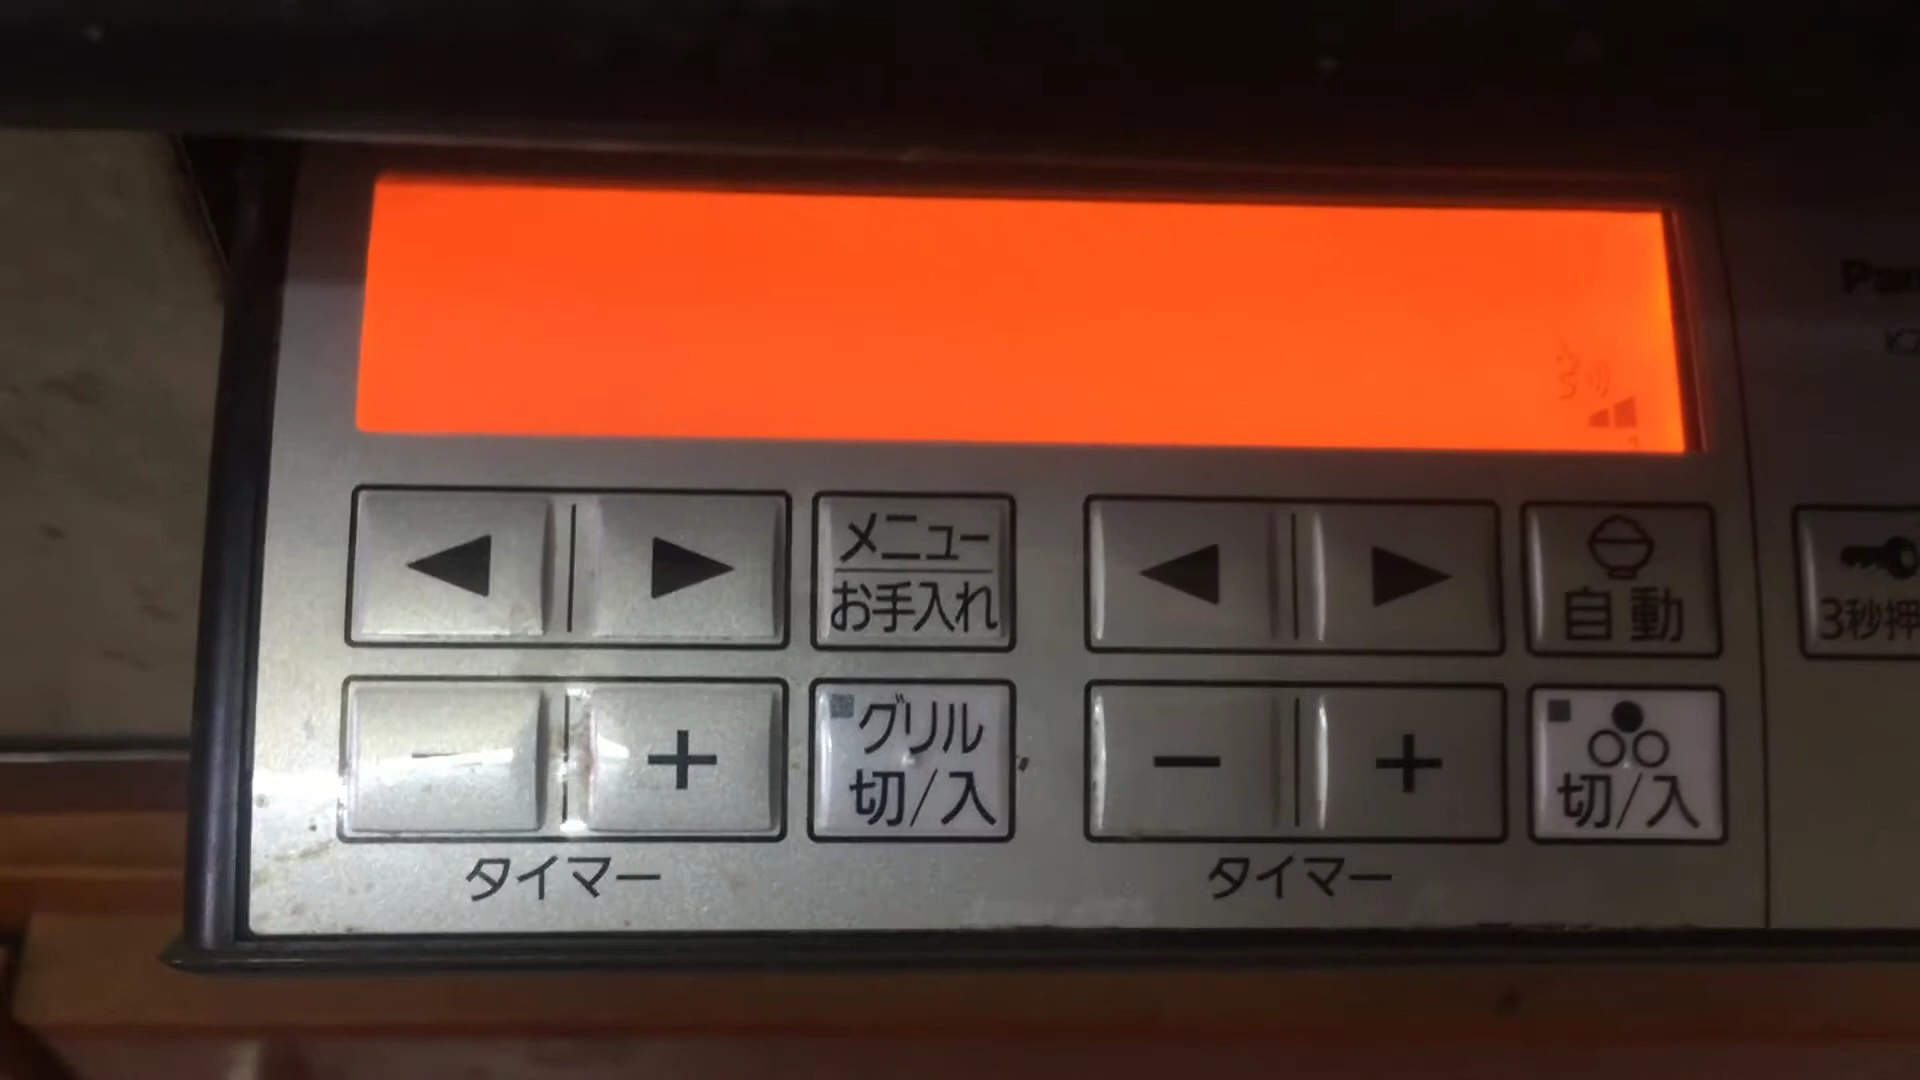 メニュー
お手入れ
自動
3秒押
グリル
切/入
切/入
タイマー
タイマー